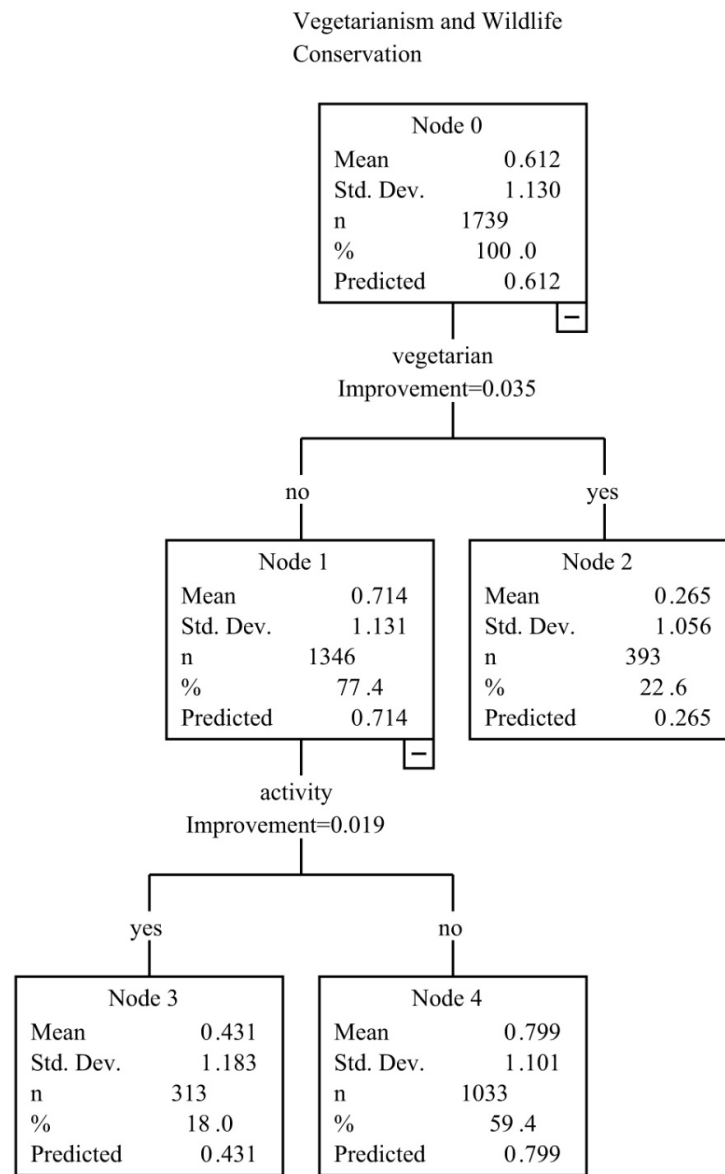 Vegetarianism and Wildlife
Conservation
Node 0
Mean 0.612
Std. Dev. 1.130
n 1739
% 100 .0
Predicted 0.612
vegetarian
Improvement=0.035
no
yes
Node 1
Mean 0.714
Std. Dev. 1.131
n 1346
% 77 .4
Predicted 0.714
Node 2
Mean 0.265
Std. Dev. 1.056
n 393
% 22 .6
Predicted 0.265
activity
Improvement=0.019
yes
no
Node 3
Mean 0.431
Std. Dev. 1.183
n 313
% 18.0
Predicted 0.431
Node 4
Mean 0.799
Std. Dev. 1.101
n 1033
% 59.4
Predicted 0.799